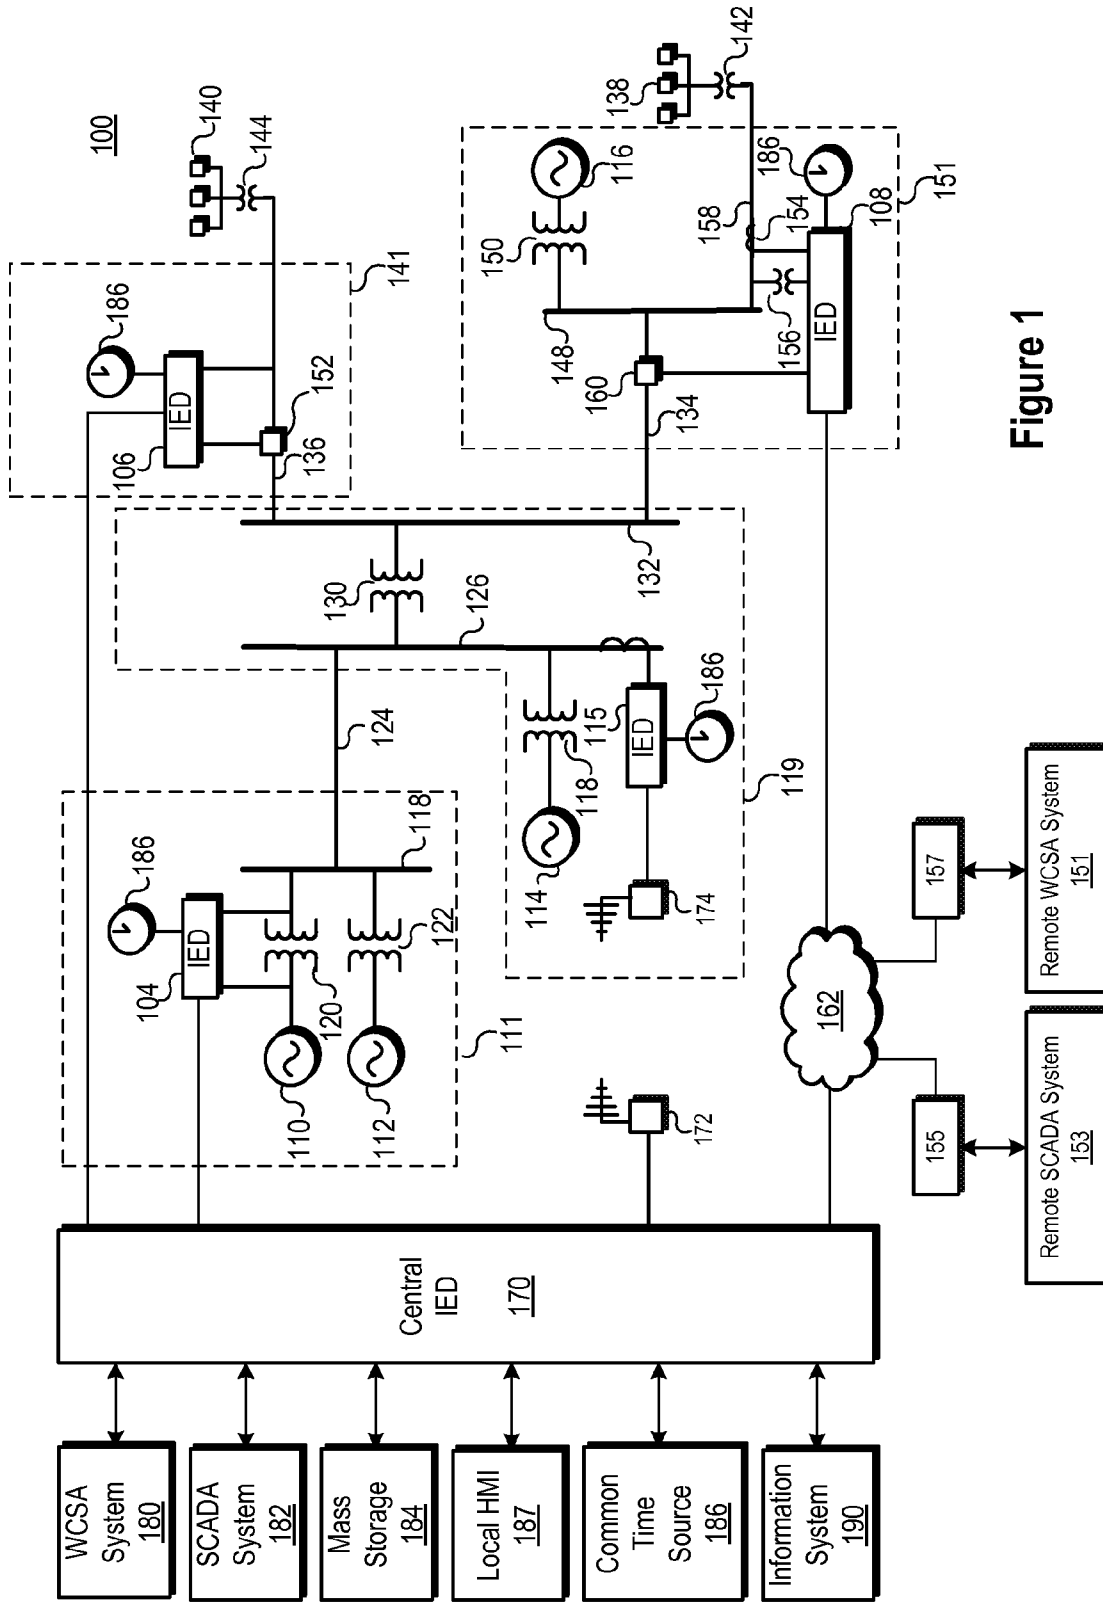 100
140
144
186
141
IED
106
152
136
138
142
116
150
186
158
154
108
151
148
156
IED
160
134
132
130
126
124
115
186
IED
118
119
114
174
186
118
IED
104
122
120
110
112
111
172
162
157
155
Remote WCSA System
151
Remote SCADA System
153
Central
IED
170
WCSA
System
180
SCADA
System
182
Mass
Storage
184
Local HMI
187
Common
Time
Source
186
Information
System
190
Figure 1